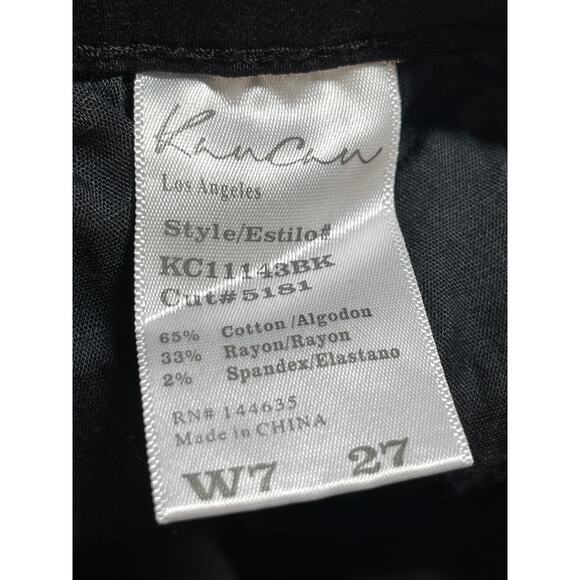 KanCan
Los Angeles
Style/Estilo#
KC11143BK
Cut#5181
65% Cotton/Algodon
33% Rayon/Rayon
2% Spandex/Elastano
RN# 144635
Made in CHINA
W7 27